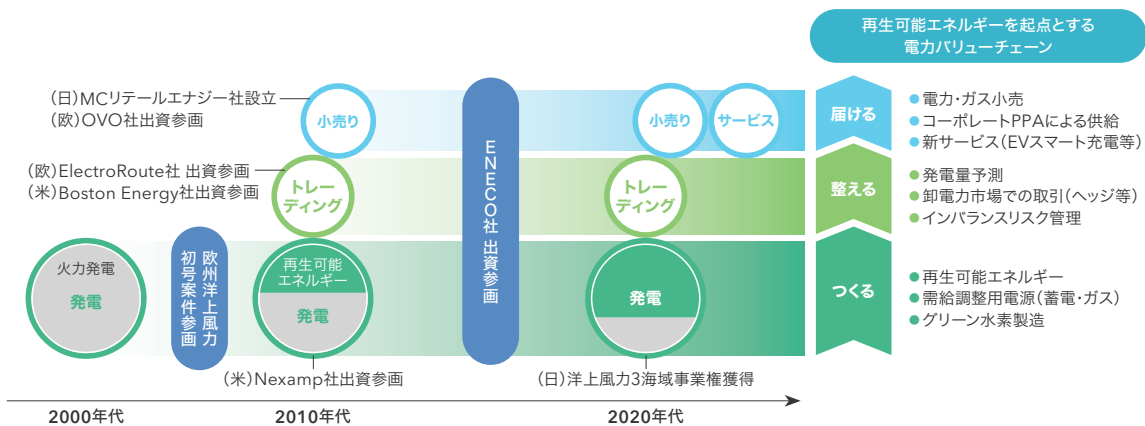 再生可能エネルギーを起点とする
電力バリューチェーン
(日)MCリテールエナジー社設立
(欧)OVO社出資参画
小売り
小売り
サービス
届ける
●電力・ガス小売
●コーポレートPPAによる供給
●新サービス(EVスマート充電等)
(欧)ElectroRoute社 出資参画
(米)Boston Energy社出資参画
トレー
ディング
ENECO社 出資参画
トレー
ディング
整える
●発電量予測
●卸電力市場での取引(ヘッジ等)
●インバランスリスク管理
火力発電
発電
欧州洋上風力
初号案件参画
再生可能
エネルギー
発電
発電
つくる
●再生可能エネルギー
●需給調整用電源(蓄電・ガス)
●グリーン水素製造
(米)Nexamp社出資参画
(日)洋上風力3海域事業権獲得
2000年代
2010年代
2020年代